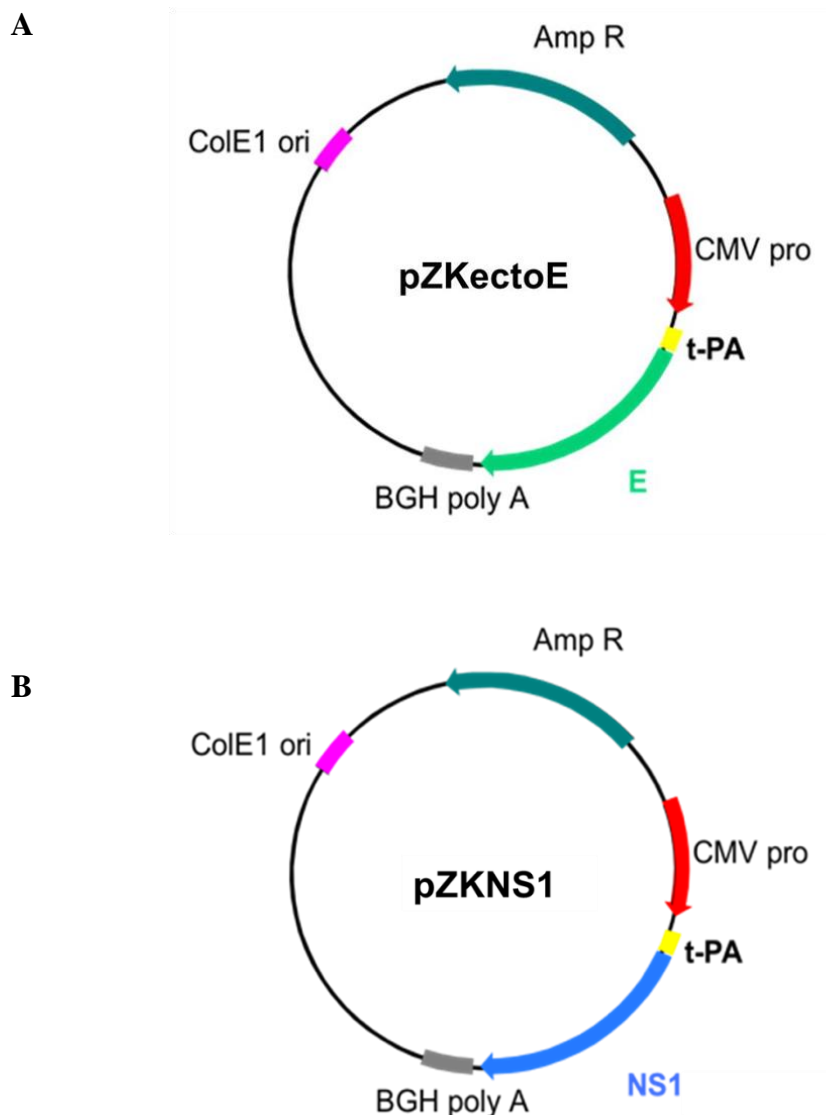 A
Amp R
ColE1 ori
pZKectoE
CMV pro
t-PA
E
BGH poly A
B
Amp R
ColE1 ori
pZKNS1
CMV pro
t-PA
NS1
BGH poly A